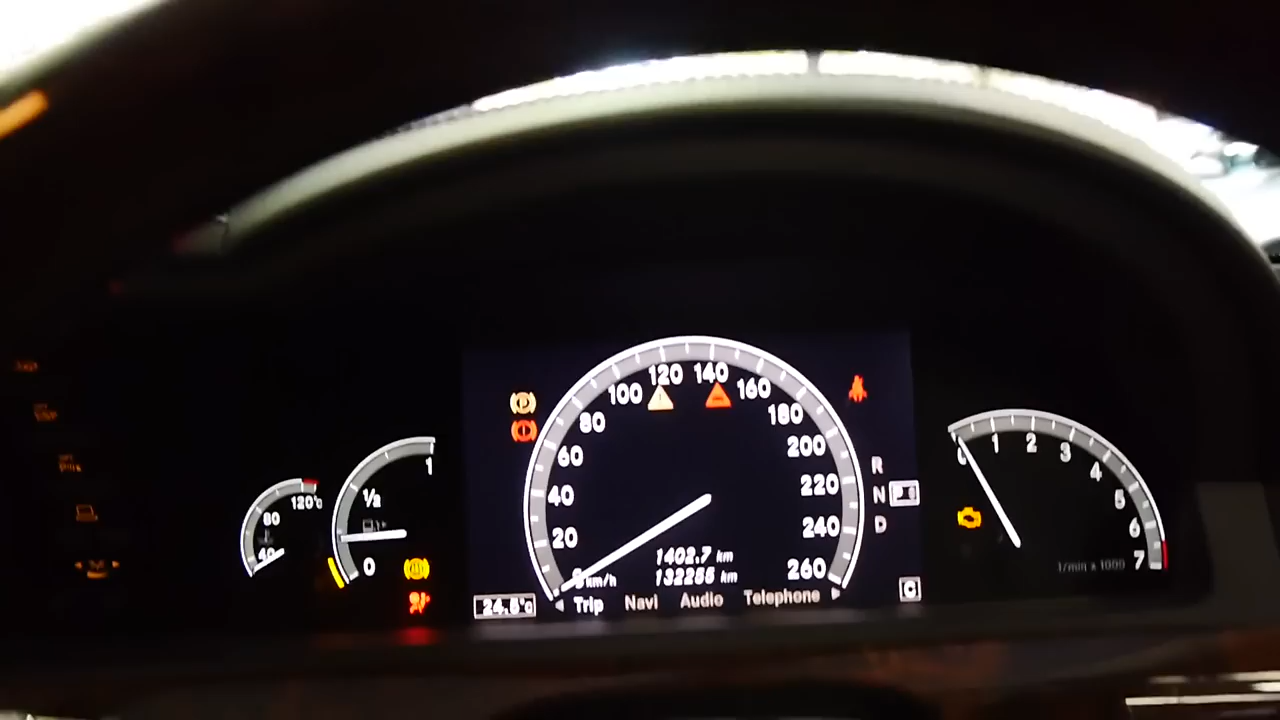 120°C
80
40
1
1/2
0
0
20
40
60
80
100
120
140
160
180
200
220
240
260
km/h
1402.7 km
132255 km
24.5°C
Trip Navi Audio Telephone
R
N
P
D
C
0
1
2
3
4
5
6
7
1/min x 1000